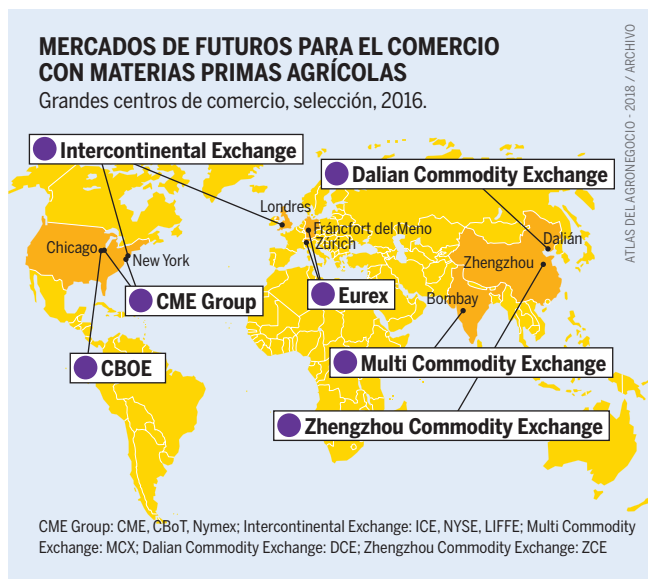 MERCADOS DE FUTUROS PARA EL COMERCIO
CON MATERIAS PRIMAS AGRÍCOLAS
Grandes centros de comercio, selección, 2016.
ATLAS DEL AGRONEGOCIO - 2018 / ARCHIVO
Intercontinental Exchange
Dalian Commodity Exchange
Londres
Fráncfort del Meno
Zúrich
Chicago
New York
Dalián
Zhengzhou
Bombay
CME Group
Eurex
CBOE
Multi Commodity Exchange
Zhengzhou Commodity Exchange
CME Group: CME, CBoT, Nymex; Intercontinental Exchange: ICE, NYSE, LIFFE; Multi Commodity
Exchange: MCX; Dalian Commodity Exchange: DCE; Zhengzhou Commodity Exchange: ZCE